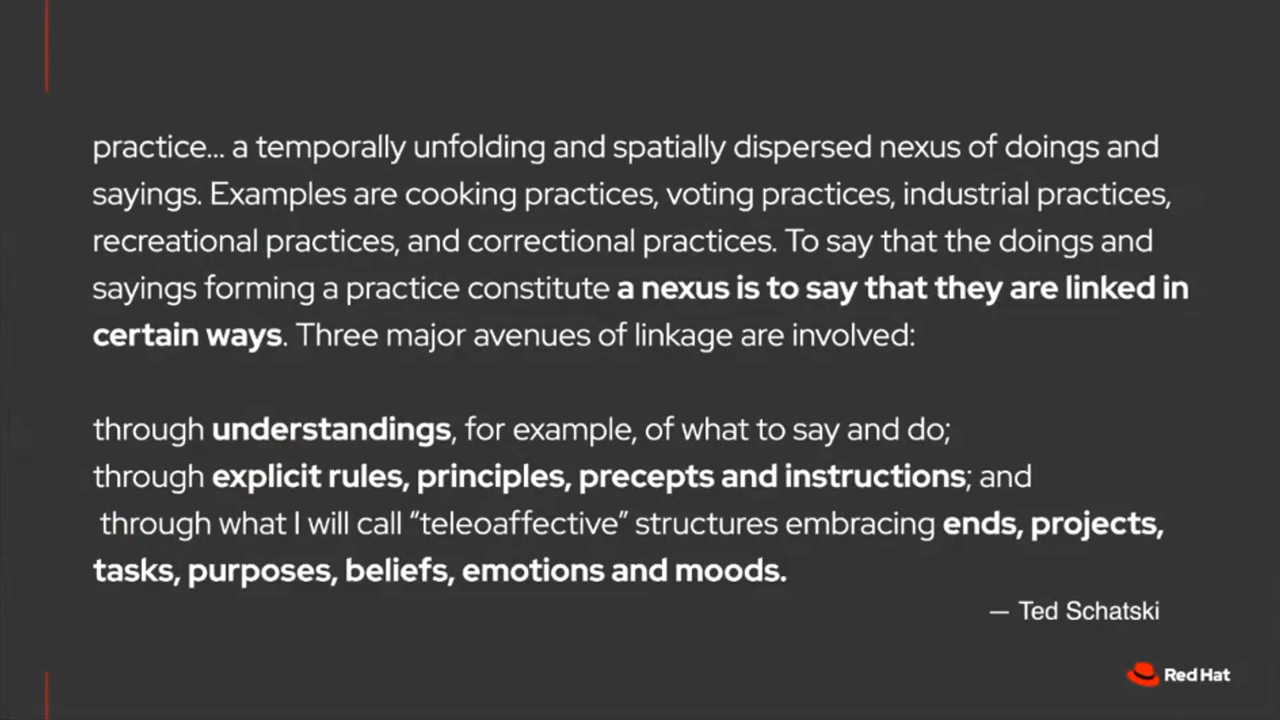 practice... a temporally unfolding and spatially dispersed nexus of doings and
sayings. Examples are cooking practices, voting practices, industrial practices,
recreational practices, and correctional practices. To say that the doings and
sayings forming a practice constitute a nexus is to say that they are linked in
certain ways. Three major avenues of linkage are involved:
through understandings, for example, of what to say and do;
through explicit rules, principles, precepts and instructions; and
through what I will call “teleoaffective” structures embracing ends, projects,
tasks, purposes, beliefs, emotions and moods.
— Ted Schatski
Red Hat